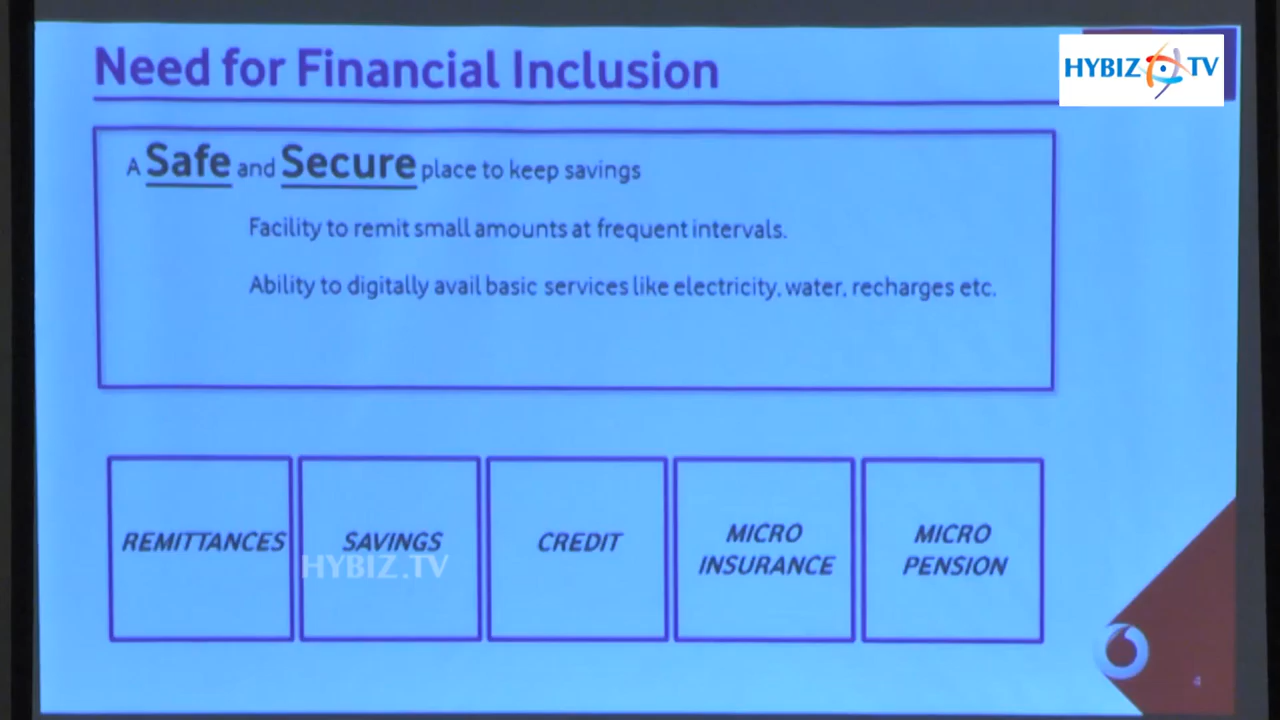 Need for Financial Inclusion
HYBIZ TV
A Safe and Secure place to keep savings
Facility to remit small amounts at frequent intervals.
Ability to digitally avail basic services like electricity, water, recharges etc.
REMITTANCES
SAVINGS
CREDIT
MICRO
INSURANCE
MICRO
PENSION
HYBIZ.TV
4